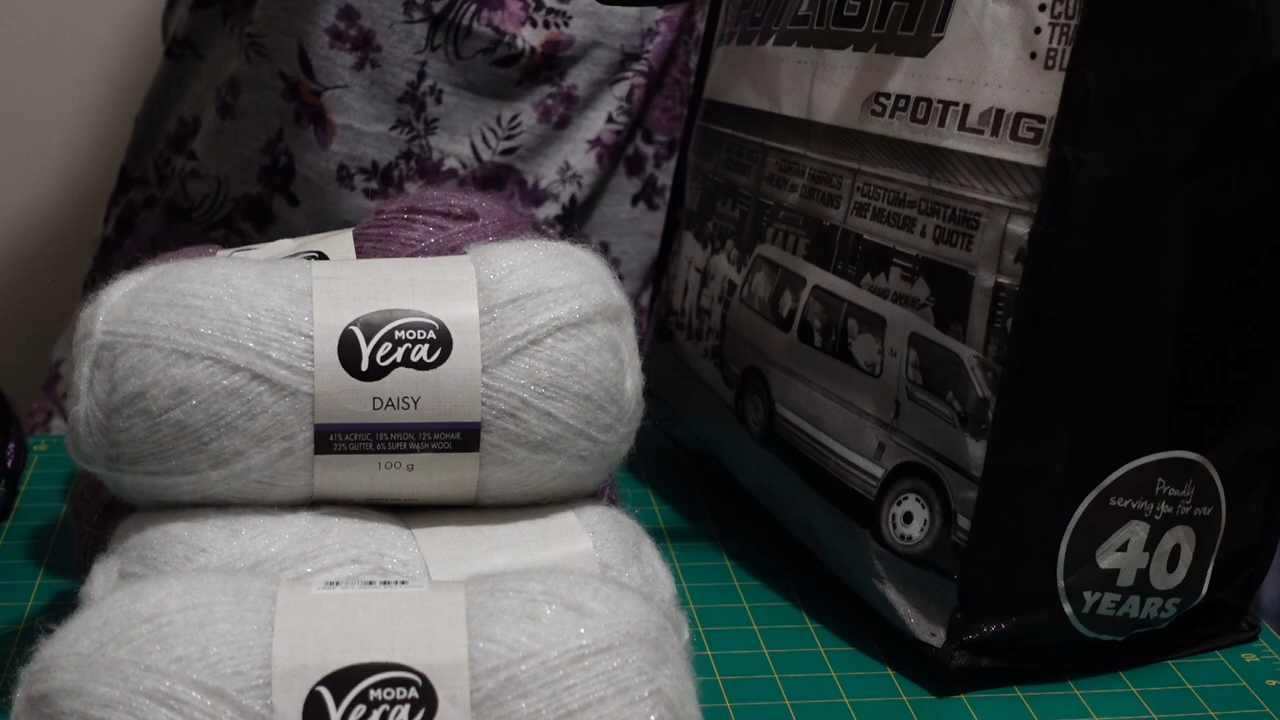 MODA
Vera
DAISY
41% ACRYLIC, 18% NYLON, 12% MOHAIR,
23% GLITTER, 6% SUPER WASH WOOL
100 g
MODA
Vera
SPOTLIG
CURTAIN FABRICS
CUSTOM CURTAINS
FREE MEASURE & QUOTE
Proudly
serving you for over
40
YEARS